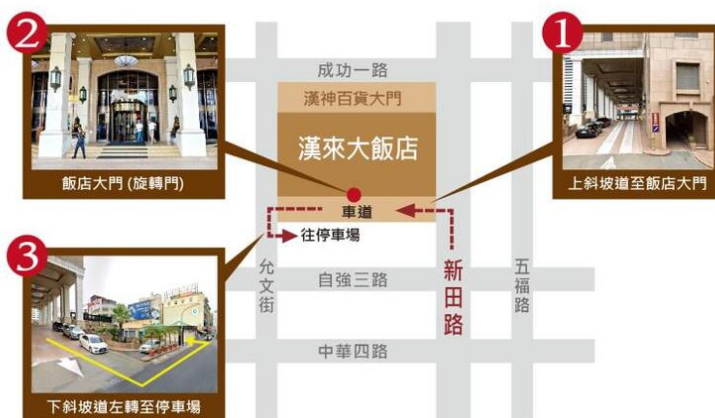 2
飯店大門 (旋轉門)
1
上斜坡道至飯店大門
成功一路
漢神百貨大門
漢來大飯店
車道
往停車場
3
下斜坡道左轉至停車場
允文街
自強三路
新田路
五福路
中華四路